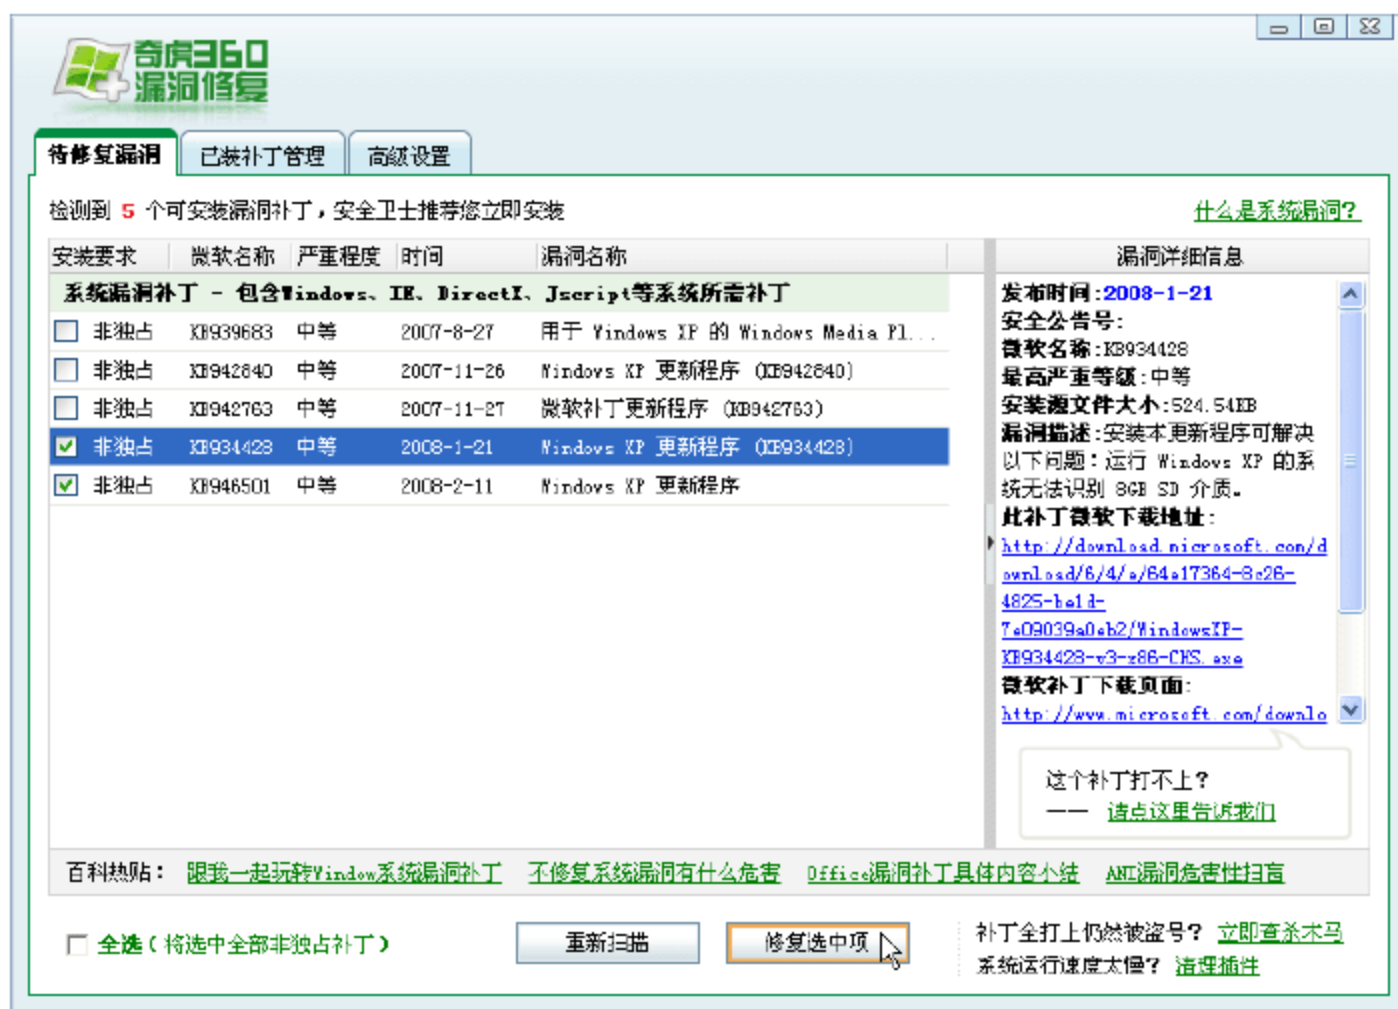 奇虎360
漏洞修复
待修复漏洞 已装补丁管理 高级设置
检测到 5 个可安装漏洞补丁，安全卫士推荐您立即安装 什么是系统漏洞？
安装要求 微软名称 严重程度 时间 漏洞名称
系统漏洞补丁 - 包含Windows、IE、DirectX、Jscript等系统所需补丁
非独占 KB939683 中等 2007-8-27 用于 Windows XP 的 Windows Media Pl...
非独占 KB942840 中等 2007-11-26 Windows XP 更新程序 (KB942840)
非独占 KB942763 中等 2007-11-27 微软补丁更新程序 (KB942763)
非独占 KB934428 中等 2008-1-21 Windows XP 更新程序 (KB934428)
非独占 KB946501 中等 2008-2-11 Windows XP 更新程序
漏洞详细信息
发布时间:2008-1-21
安全公告号:
微软名称:KB934428
最高严重等级:中等
安装源文件大小:524.54KB
漏洞描述:安装本更新程序可解决
以下问题：运行 Windows XP 的系
统无法识别 8GB SD 介质。
此补丁微软下载地址:
http://download.microsoft.com/d
ownload/6/4/e/64e17364-8c26-
4825-be1d-
7e09039a0eb2/WindowsXP-
KB934428-v3-x86-CHS.exe
微软补丁下载页面:
http://www.microsoft.com/downlo
这个补丁打不上？
—— 请点这里告诉我们
百科热贴： 跟我一起玩转Window系统漏洞补丁 不修复系统漏洞有什么危害 Office漏洞补丁具体内容小结 ANI漏洞危害性扫盲
全选(将选中全部非独占补丁) 重新扫描 修复选中项
补丁全打上仍然被盗号？ 立即查杀木马
系统运行速度太慢？ 清理插件